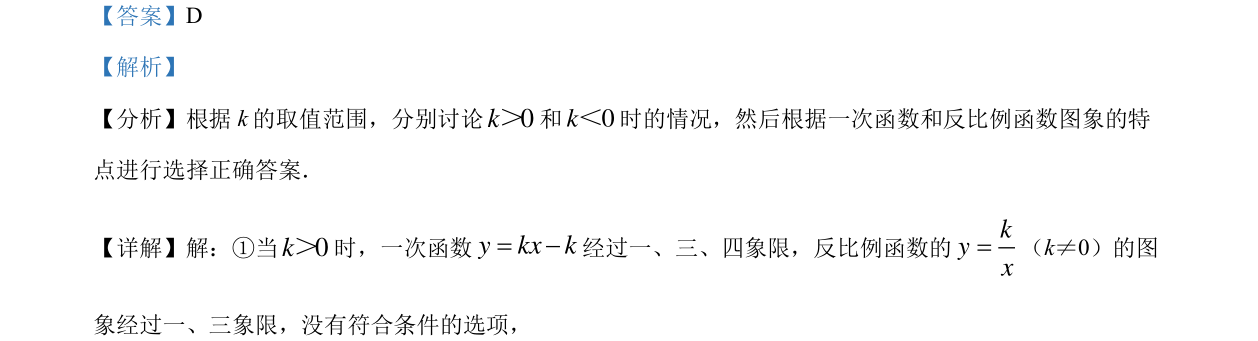 【答案】D
【解析】
【分析】根据 k 的取值范围，分别讨论 k>0 和 k<0 时的情况，然后根据一次函数和反比例函数图象的特
点进行选择正确答案．
【详解】解：①当 k>0 时，一次函数 y=kx−k 经过一、三、四象限，反比例函数的 y=k/x（k≠0）的图
象经过一、三象限，没有符合条件的选项，